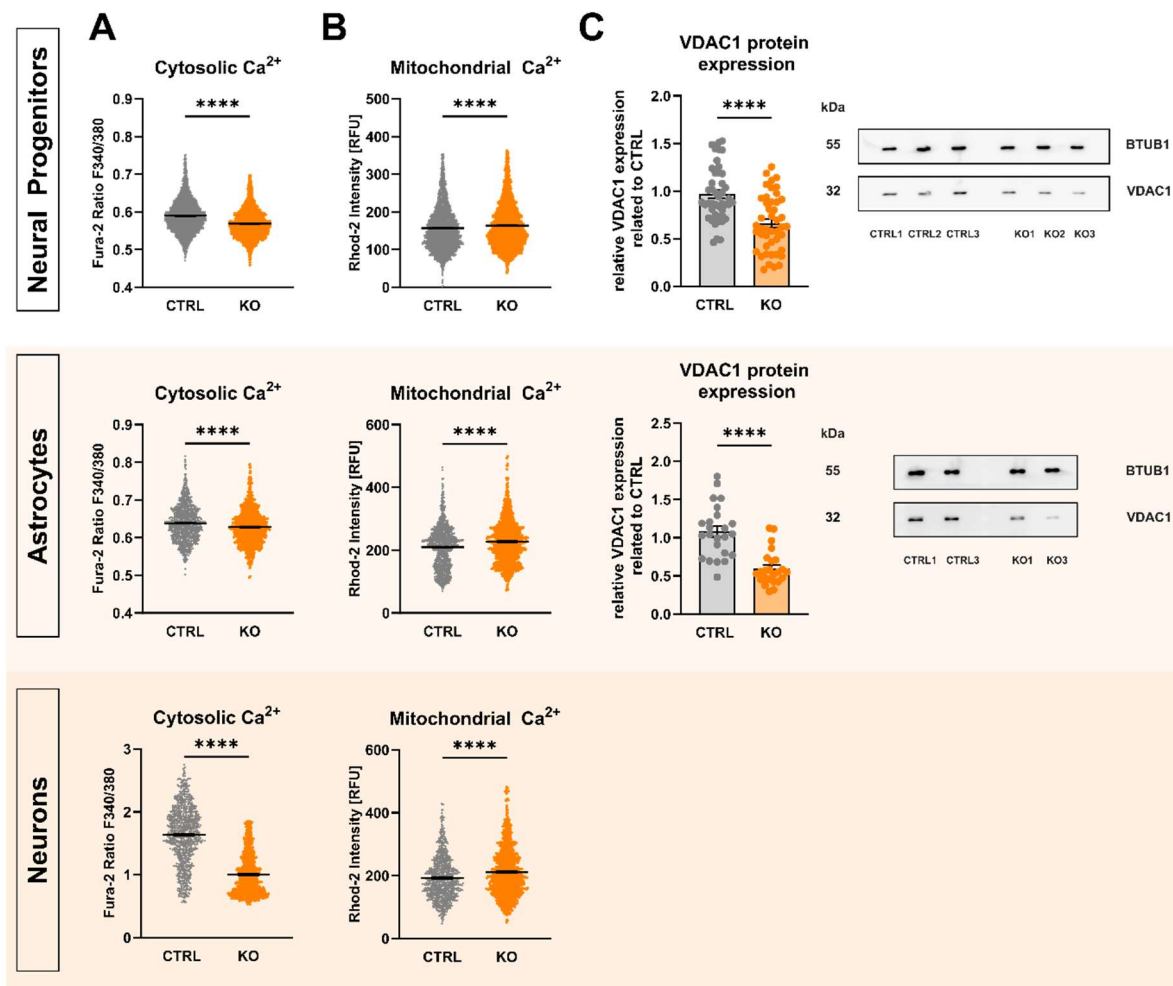 A
B
C
Neural Progenitors
Cytosolic Ca²⁺
Fura-2 Ratio F340/380
0.9
0.8
0.7
0.6
0.5
0.4
****
CTRL
KO
Mitochondrial Ca²⁺
Rhod-2 Intensity [RFU]
500
400
300
200
100
0
****
CTRL
KO
VDAC1 protein
expression
relative VDAC1 expression
related to CTRL
2.0
1.5
1.0
0.5
0.0
****
CTRL
KO
kDa
55
BTUB1
32
VDAC1
CTRL1 CTRL2 CTRL3 KO1 KO2 KO3
Astrocytes
Cytosolic Ca²⁺
Fura-2 Ratio F340/380
0.9
0.8
0.7
0.6
0.5
0.4
****
CTRL
KO
Mitochondrial Ca²⁺
Rhod-2 Intensity [RFU]
600
400
200
0
****
CTRL
KO
VDAC1 protein
expression
relative VDAC1 expression
related to CTRL
2.5
2.0
1.5
1.0
0.5
0.0
****
CTRL
KO
kDa
55
BTUB1
32
VDAC1
CTRL1 CTRL3 KO1 KO3
Neurons
Cytosolic Ca²⁺
Fura-2 Ratio F340/380
3
2
1
0
****
CTRL
KO
Mitochondrial Ca²⁺
Rhod-2 Intensity [RFU]
600
400
200
0
****
CTRL
KO